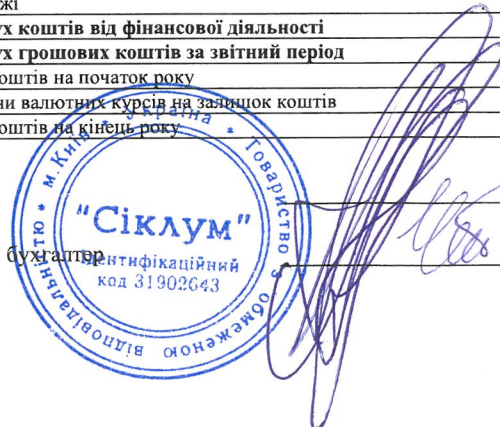 жі
ух коштів від фінансової діяльності
ух грошових коштів за звітний період
оштів на початок року
ни валютних курсів на залишок коштів
оштів на кінець року
* Україна * Товариство з обмеженою відповідальністю * м.Київ
"Сіклум"
бухгалтер
ідентифікаційний
код 31902643